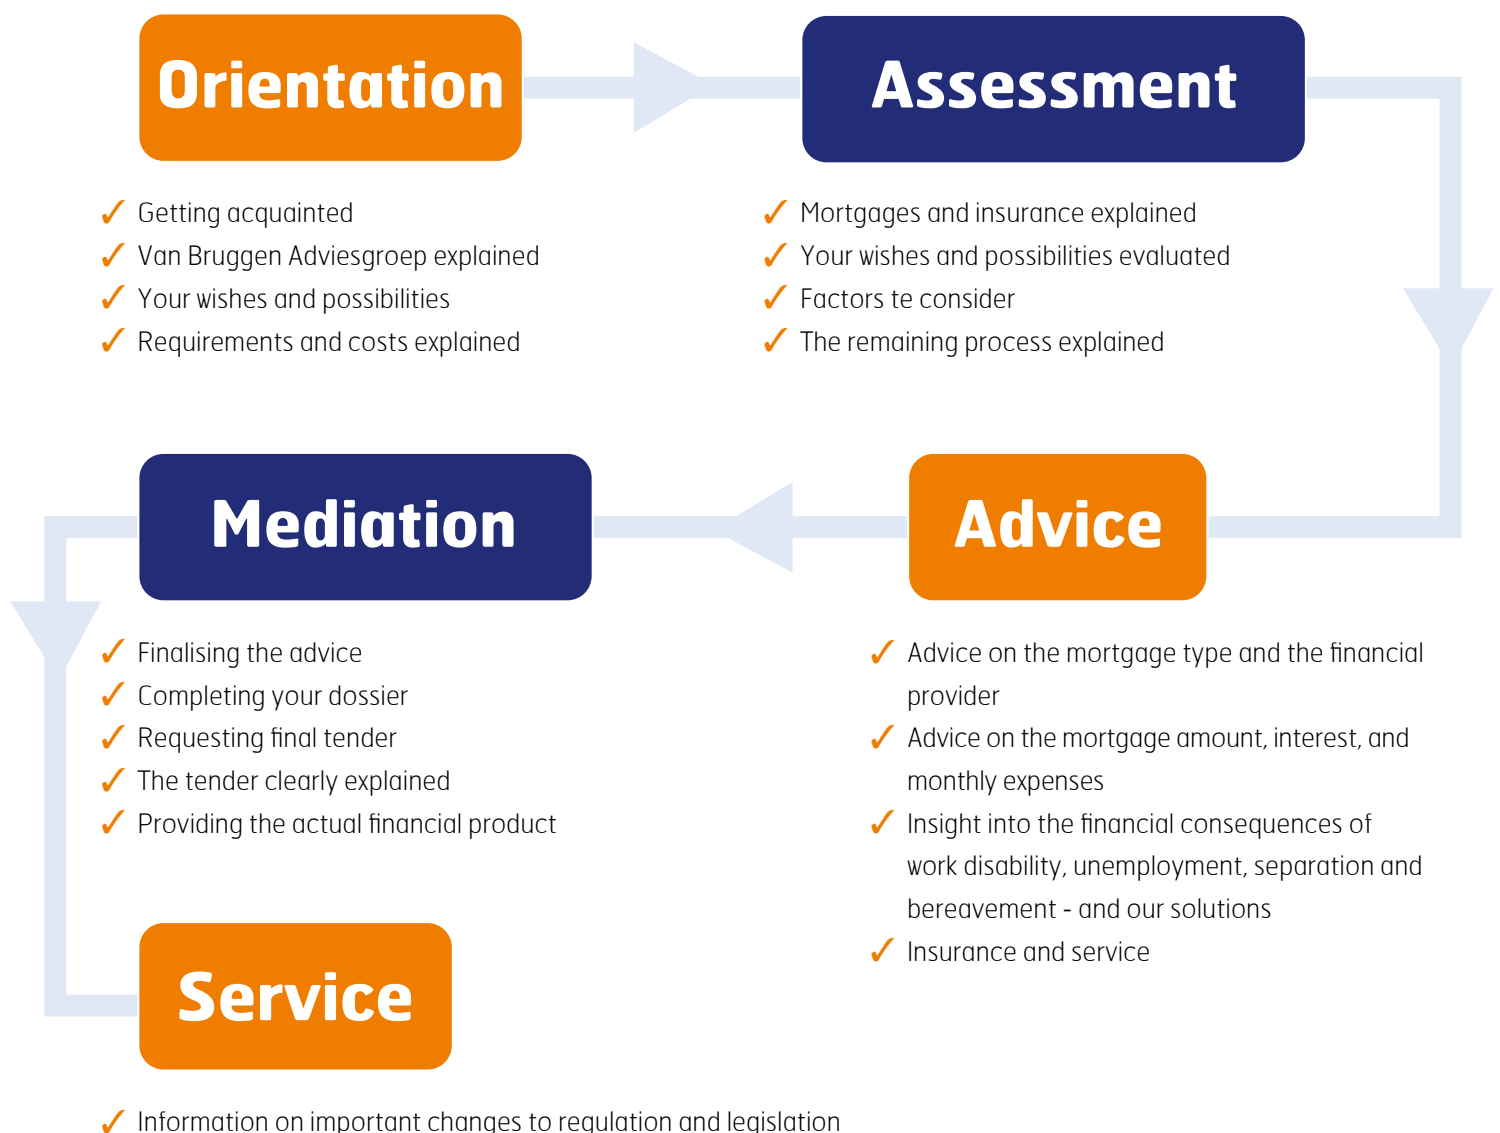 Orientation
✓ Getting acquainted
✓ Van Bruggen Adviesgroep explained
✓ Your wishes and possibilities
✓ Requirements and costs explained
Assessment
✓ Mortgages and insurance explained
✓ Your wishes and possibilities evaluated
✓ Factors te consider
✓ The remaining process explained
Advice
✓ Advice on the mortgage type and the financial
provider
✓ Advice on the mortgage amount, interest, and
monthly expenses
✓ Insight into the financial consequences of
work disability, unemployment, separation and
bereavement - and our solutions
✓ Insurance and service
Mediation
✓ Finalising the advice
✓ Completing your dossier
✓ Requesting final tender
✓ The tender clearly explained
✓ Providing the actual financial product
Service
✓ Information on important changes to regulation and legislation